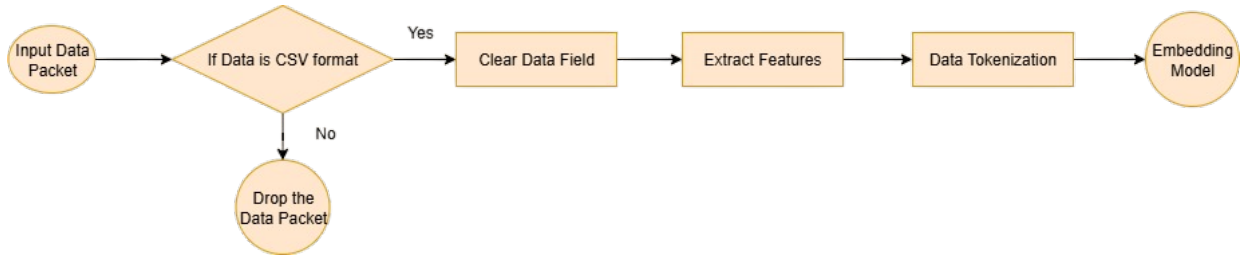 Input Data
Packet
If Data is CSV format
Yes
Clear Data Field
Extract Features
Data Tokenization
Embedding
Model
No
Drop the
Data Packet